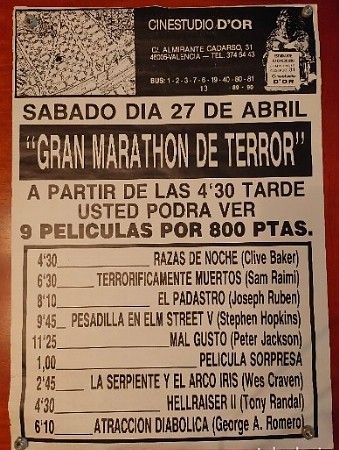 CINESTUDIO D'OR
C/. ALMIRANTE CADARSO, 31
46005-VALENCIA - TEL. 374 54 43
BUS: 1 - 2 - 3 - 7 - 6 - 19 - 40 - 80 - 81
13 - 89 - 90
D'OR
SABADO DIA 27 DE ABRIL
"GRAN MARATHON DE TERROR"
A PARTIR DE LAS 4'30 TARDE
USTED PODRA VER
9 PELICULAS POR 800 PTAS.
4'30 RAZAS DE NOCHE (Clive Baker)
6'30 TERRORIFICAMENTE MUERTOS (Sam Raimi)
8'10 EL PADASTRO (Joseph Ruben)
9'45 PESADILLA EN ELM STREET V (Stephen Hopkins)
11'25 MAL GUSTO (Peter Jackson)
1,00 PELICULA SORPRESA
2'45 LA SERPIENTE Y EL ARCO IRIS (Wes Craven)
4'30 HELLRAISER II (Tony Randal)
6'10 ATRACCION DIABOLICA (George A. Romero)